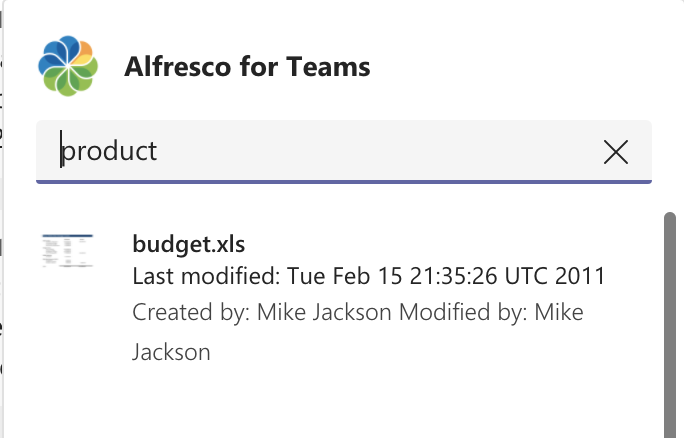 Alfresco for Teams
product
budget.xls
Last modified: Tue Feb 15 21:35:26 UTC 2011
Created by: Mike Jackson Modified by: Mike
Jackson